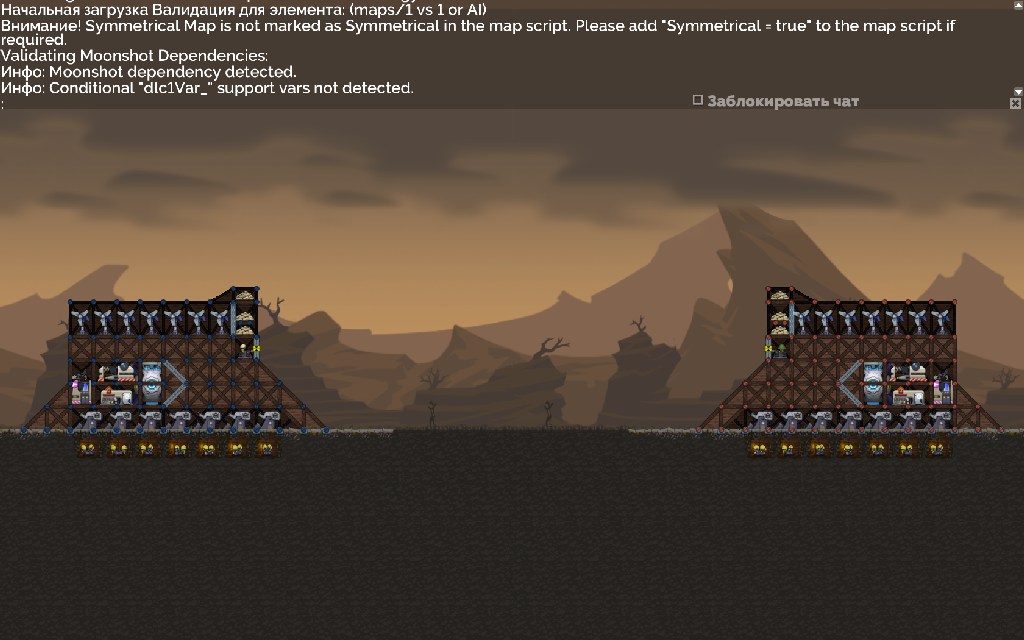 Начальная загрузка Валидация для элемента: (maps/1 vs 1 or AI)
Внимание! Symmetrical Map is not marked as Symmetrical in the map script. Please add "Symmetrical = true" to the map script if
required.
Validating Moonshot Dependencies:
Инфо: Moonshot dependency detected.
Инфо: Conditional "dlc1Var_" support vars not detected.
:
Заблокировать чат